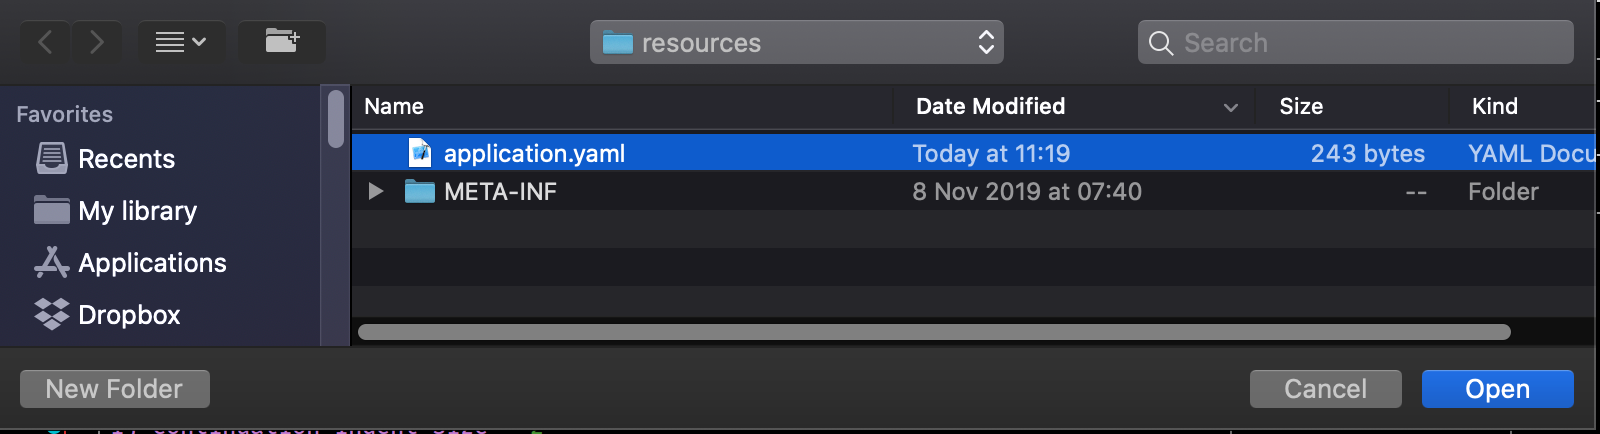 resources
Search
Favorites
Recents
My library
Applications
Dropbox
Name Date Modified Size Kind
application.yaml Today at 11:19 243 bytes YAML Docu
META-INF 8 Nov 2019 at 07:40 -- Folder
New Folder Cancel Open